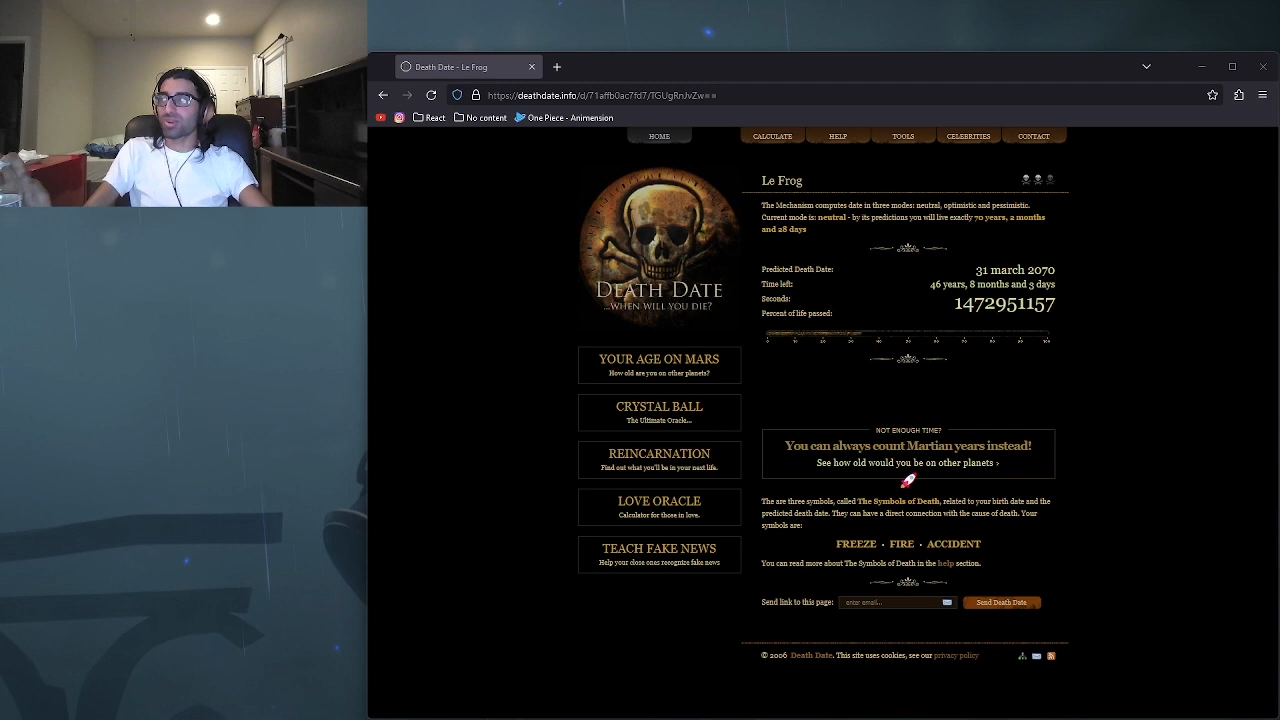 Death Date - Le Frog
https://deathdate.info/d/71affb0ac7fd7/TGUgRnJvZw==
React
No content
One Piece - Animension
HOME
CALCULATE
HELP
TOOLS
CELEBRITIES
CONTACT
DEATH DATE
...WHEN WILL YOU DIE?
YOUR AGE ON MARS
How old are you on other planets?
CRYSTAL BALL
The Ultimate Oracle...
REINCARNATION
Find out what you'll be in your next life.
LOVE ORACLE
Calculator for those in love.
TEACH FAKE NEWS
Help your close ones recognize fake news
Le Frog
The Mechanism computes date in three modes: neutral, optimistic and pessimistic.
Current mode is: neutral - by its predictions you will live exactly 70 years, 2 months
and 28 days
Predicted Death Date: 31 march 2070
Time left: 46 years, 8 months and 3 days
Seconds: 1472951157
Percent of life passed:
0 10 20 30 40 50 60 70 80 90 100
NOT ENOUGH TIME?
You can always count Martian years instead!
See how old would you be on other planets ›
The are three symbols, called The Symbols of Death, related to your birth date and the
predicted death date. They can have a direct connection with the cause of death. Your
symbols are:
FREEZE · FIRE · ACCIDENT
You can read more about The Symbols of Death in the help section.
Send link to this page: enter email... Send Death Date
© 2006 Death Date. This site uses cookies, see our privacy policy